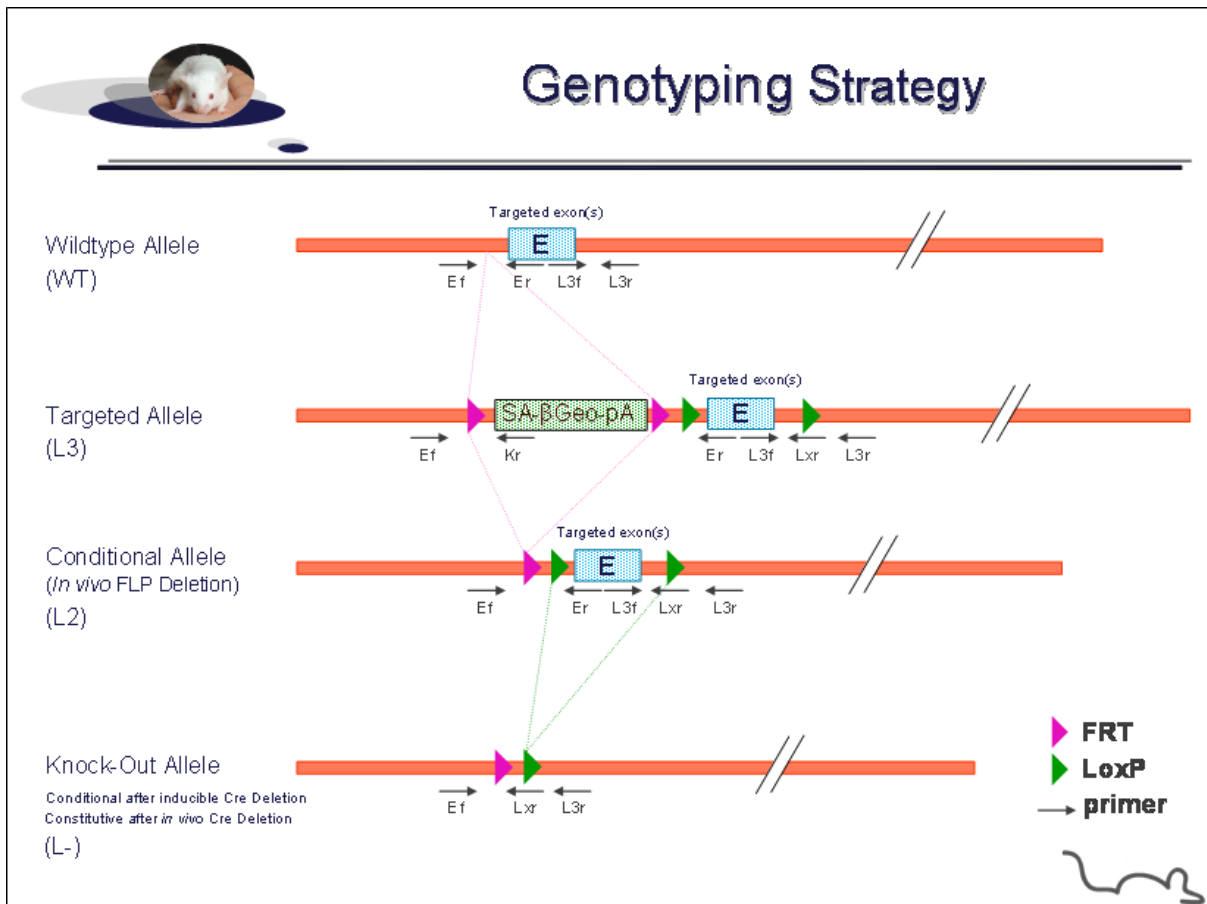 Genotyping Strategy
Targeted exon(s)
Wildtype Allele
(WT)
E
Ef
Er
L3f
L3r
Targeted exon(s)
Targeted Allele
(L3)
SA-βGeo-pA
E
Ef
Kr
Er
L3f
Lxr
L3r
Targeted exon(s)
Conditional Allele
(In vivo FLP Deletion)
(L2)
E
Ef
Er
L3f
Lxr
L3r
Knock-Out Allele
Conditional after inducible Cre Deletion
Constitutive after in vivo Cre Deletion
(L-)
Ef
Lxr
L3r
FRT
LoxP
primer